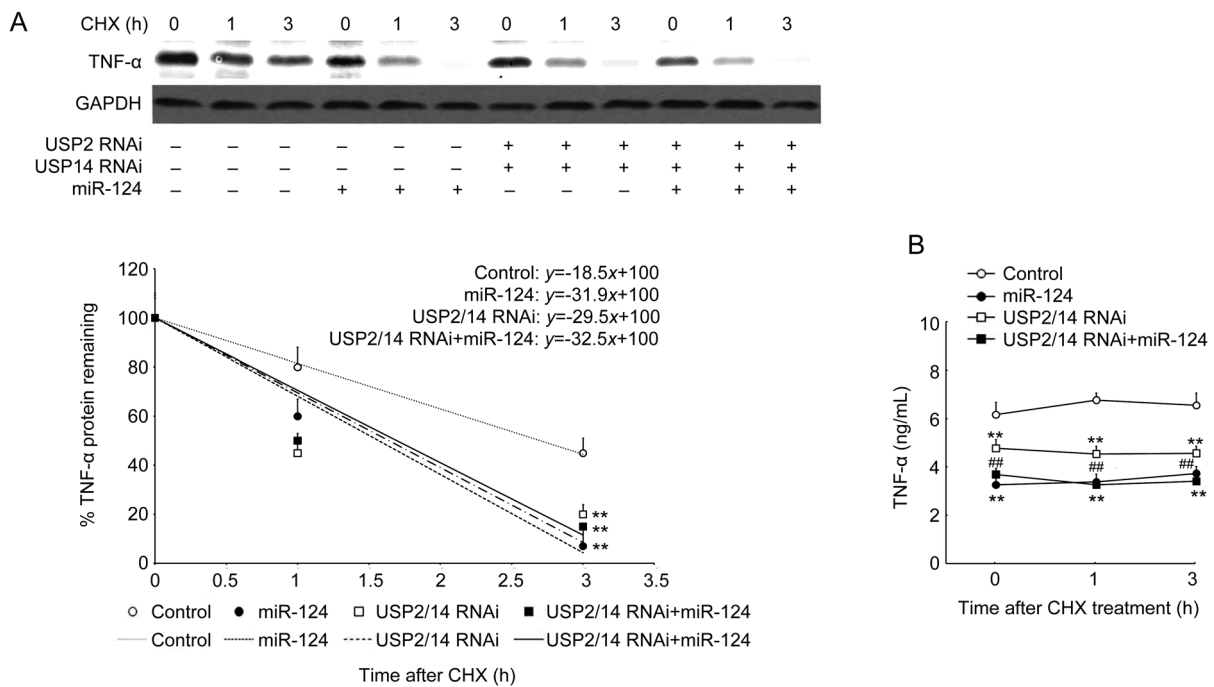 A
CHX (h) 0 1 3 0 1 3 0 1 3 0 1 3
TNF-α
GAPDH
USP2 RNAi – – – – – – + + + + + +
USP14 RNAi – – – – – – + + + + + +
miR-124 – – – + + + – – – + + +
120
100
80
60
40
20
0
% TNF-α protein remaining
Control: y=-18.5x+100
miR-124: y=-31.9x+100
USP2/14 RNAi: y=-29.5x+100
USP2/14 RNAi+miR-124: y=-32.5x+100
**
**
**
0 0.5 1 1.5 2 2.5 3 3.5
Control miR-124 USP2/14 RNAi USP2/14 RNAi+miR-124
Control miR-124 USP2/14 RNAi USP2/14 RNAi+miR-124
Time after CHX (h)
B
Control
miR-124
USP2/14 RNAi
USP2/14 RNAi+miR-124
10
8
6
4
2
0
TNF-α (ng/mL)
** ** **
## ## ##
** ** **
0 1 3
Time after CHX treatment (h)